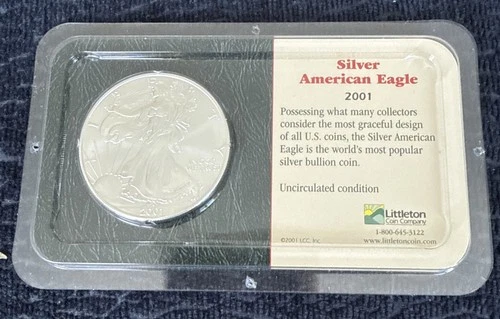 Silver
American Eagle
2001
Possessing what many collectors
consider the most graceful design
of all U.S. coins, the Silver American
Eagle is the world's most popular
silver bullion coin.
Uncirculated condition
Littleton
Coin Company
1-800-645-3122
www.littletoncoin.com
©2001 LCC, Inc.